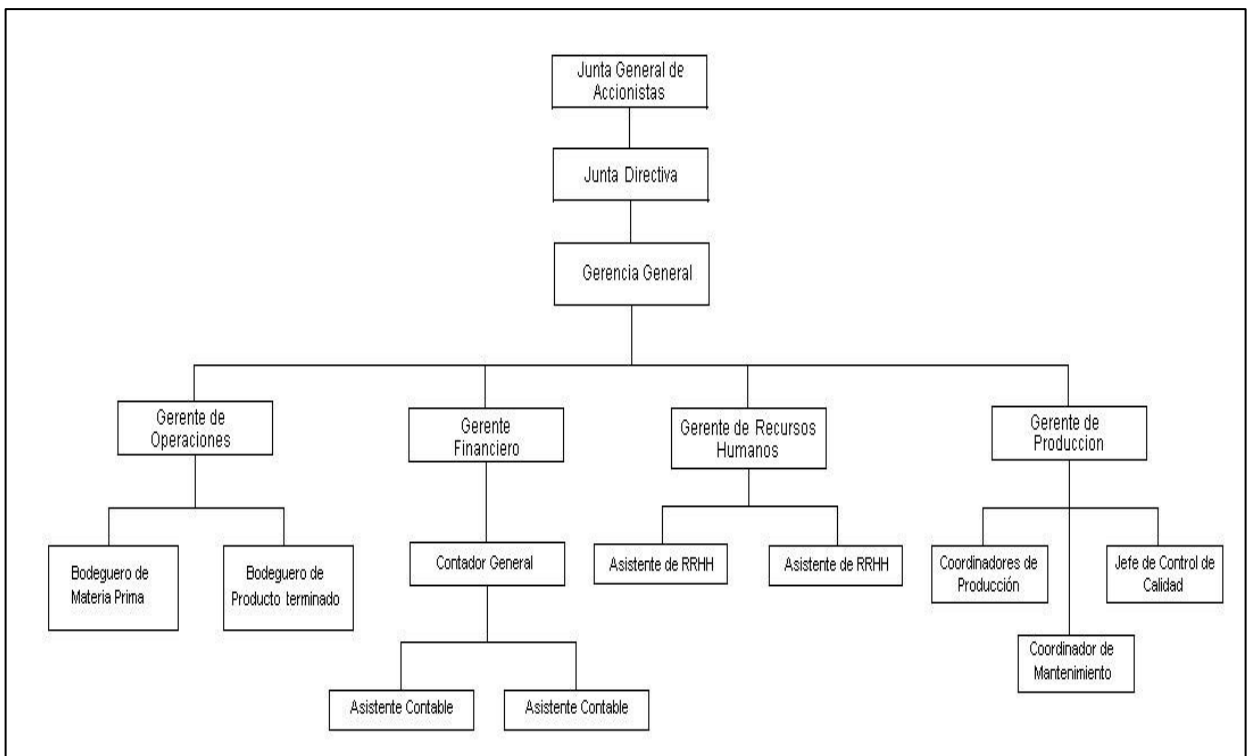 Junta General de
Accionistas
Junta Directiva
Gerencia General
Gerente de
Operaciones
Gerente
Financiero
Gerente de Recursos
Humanos
Gerente de
Produccion
Bodeguero de
Materia Prima
Bodeguero de
Producto terminado
Contador General
Asistente de RRHH
Asistente de RRHH
Coordinadores de
Producción
Jefe de Control de
Calidad
Coordinador de
Mantenimiento
Asistente Contable
Asistente Contable